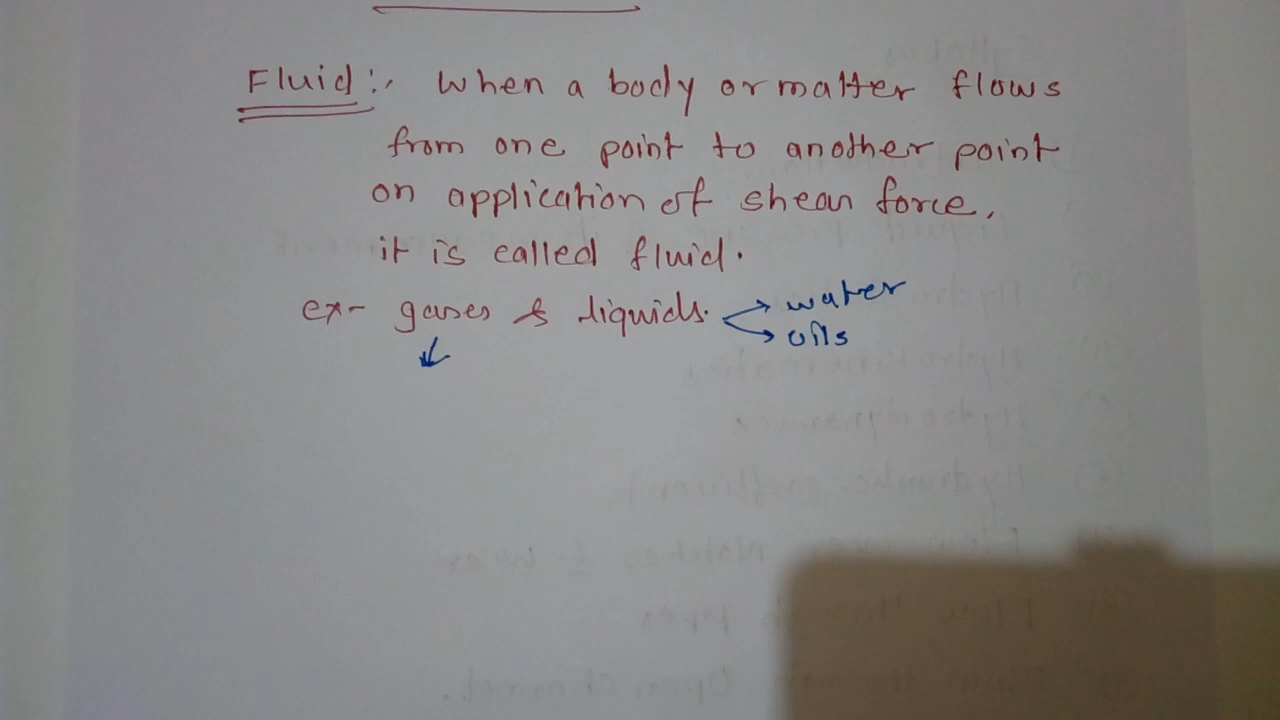 Fluid:- When a body or matter flows
from one point to another point
on application of shear force,
it is called fluid.
ex- gases & liquids. → water
→ oils